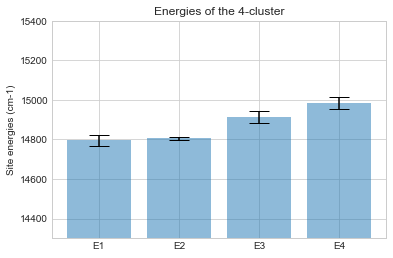 Energies of the 4-cluster
15400
15200
15000
14800
14600
14400
Site energies (cm-1)
E1 E2 E3 E4